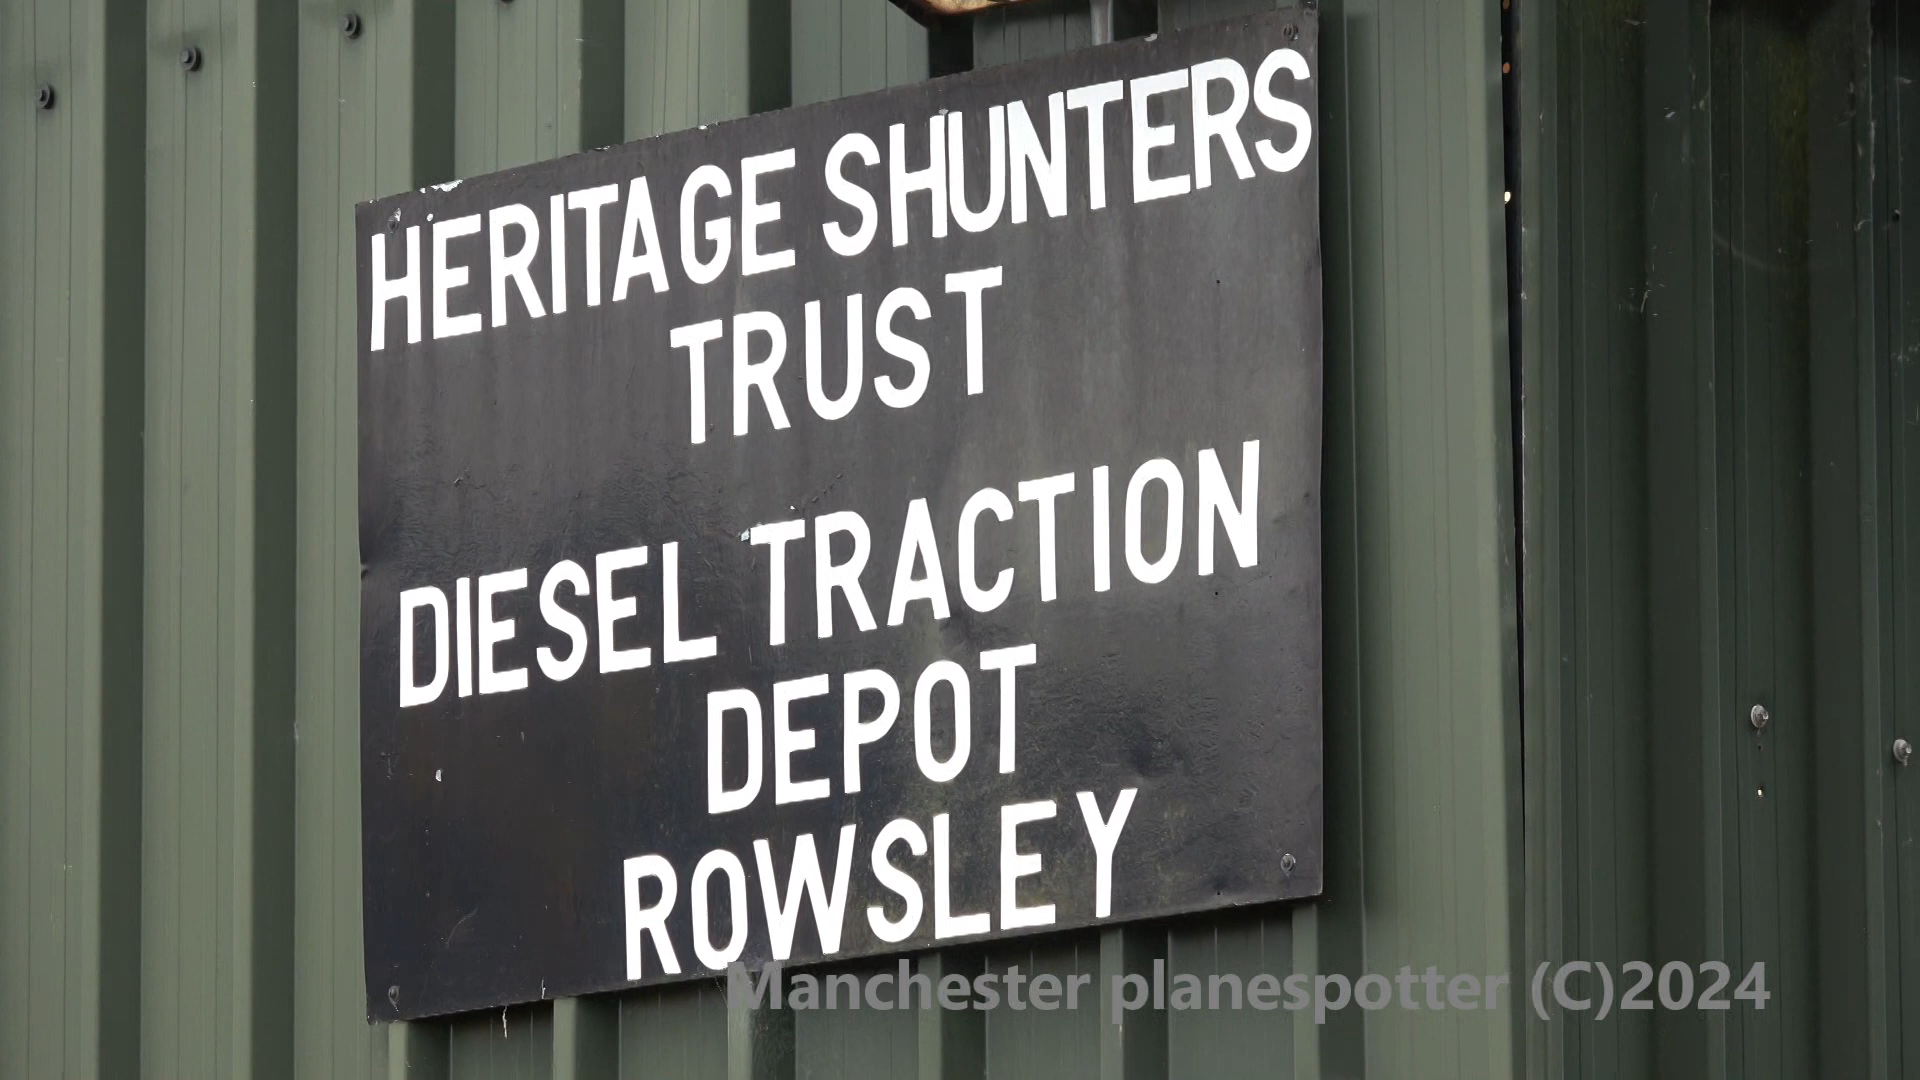 HERITAGE SHUNTERS
TRUST
DIESEL TRACTION
DEPOT
ROWSLEY
Manchester planespotter (C)2024